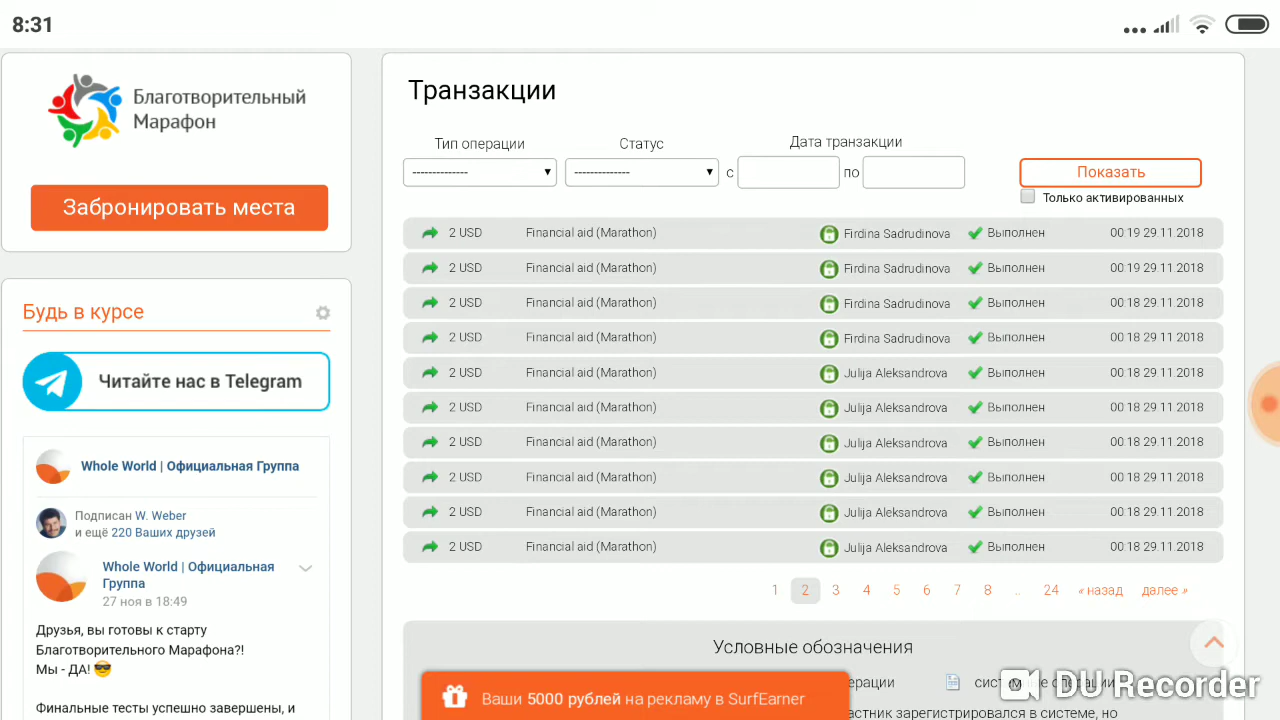 8:31
Благотворительный
Марафон
Забронировать места
Будь в курсе
Читайте нас в Telegram
Whole World | Официальная Группа
Подписан W. Weber
и ещё 220 Ваших друзей
Whole World | Официальная
Группа
27 ноя в 18:49
Друзья, вы готовы к старту
Благотворительного Марафона?!
Мы - ДА! 😎
Финальные тесты успешно завершены, и
Транзакции
Тип операции Статус Дата транзакции
-------------- -------------- с по Показать
Только активированных
2 USD Financial aid (Marathon) Firdina Sadrudinova Выполнен 00 19 29.11.2018
2 USD Financial aid (Marathon) Firdina Sadrudinova Выполнен 00 19 29.11.2018
2 USD Financial aid (Marathon) Firdina Sadrudinova Выполнен 00 18 29.11.2018
2 USD Financial aid (Marathon) Firdina Sadrudinova Выполнен 00 18 29.11.2018
2 USD Financial aid (Marathon) Julija Aleksandrova Выполнен 00 18 29.11.2018
2 USD Financial aid (Marathon) Julija Aleksandrova Выполнен 00 18 29.11.2018
2 USD Financial aid (Marathon) Julija Aleksandrova Выполнен 00 18 29.11.2018
2 USD Financial aid (Marathon) Julija Aleksandrova Выполнен 00 18 29.11.2018
2 USD Financial aid (Marathon) Julija Aleksandrova Выполнен 00 18 29.11.2018
2 USD Financial aid (Marathon) Julija Aleksandrova Выполнен 00 18 29.11.2018
1 2 3 4 5 6 7 8 .. 24 « назад далее »
Условные обозначения
ерации
Ваши 5000 рублей на рекламу в SurfEarner
астник зарегистрировался в системе, но
DU Recorder